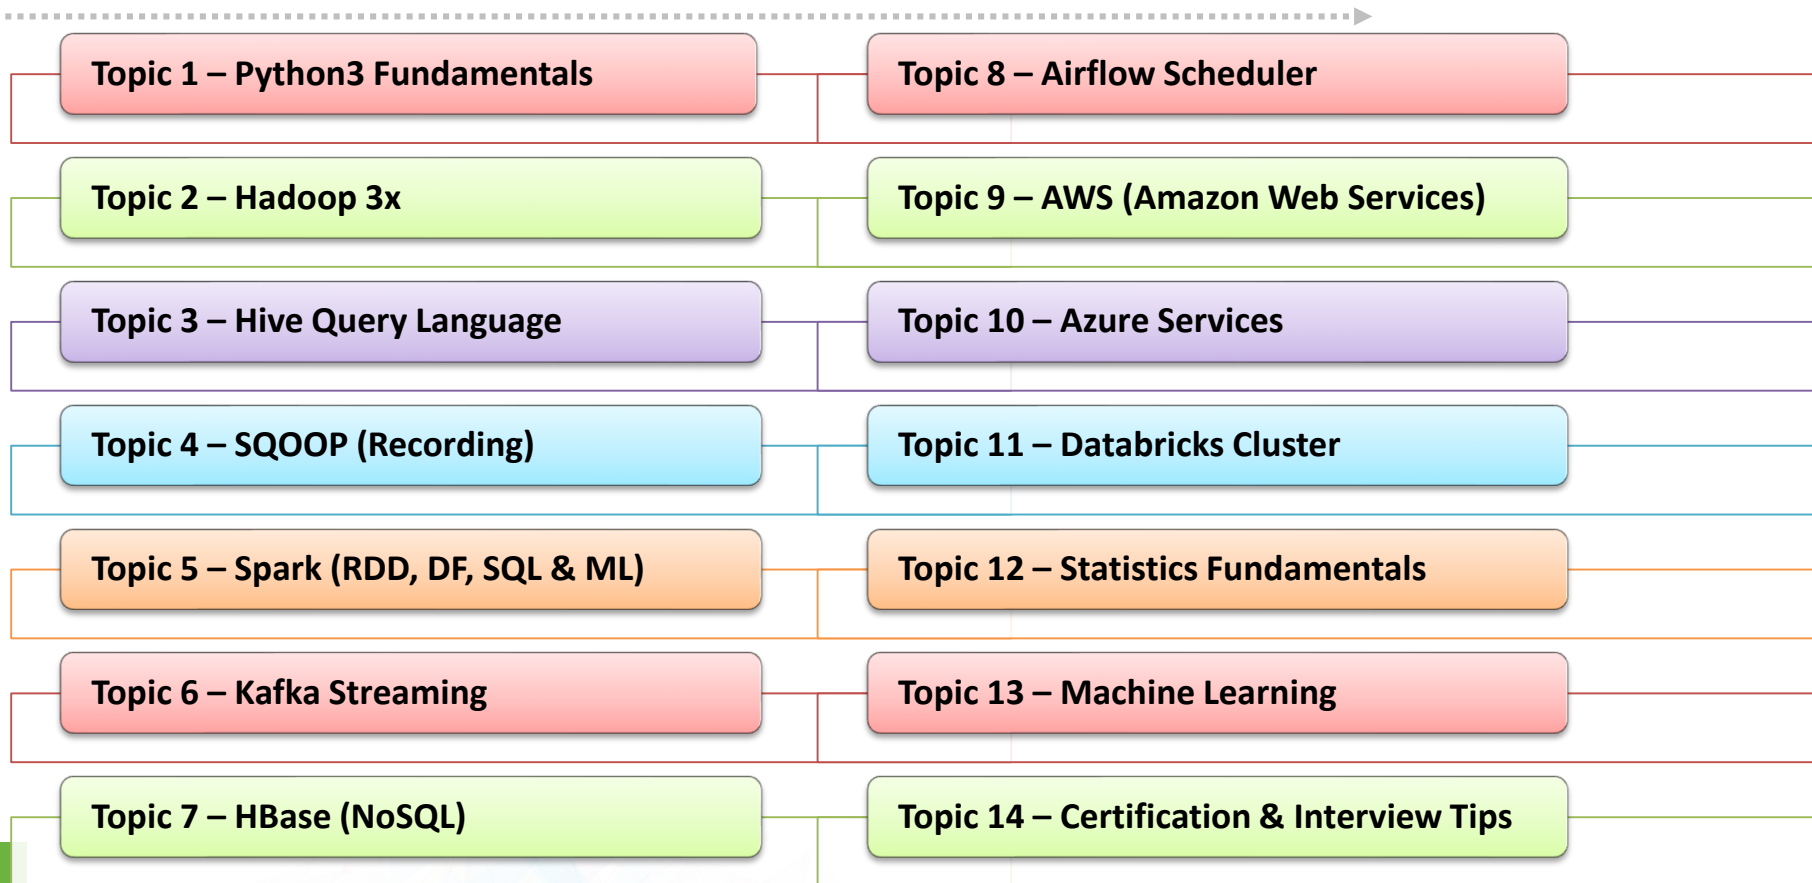 Topic 1 – Python3 Fundamentals
Topic 2 – Hadoop 3x
Topic 3 – Hive Query Language
Topic 4 – SQOOP (Recording)
Topic 5 – Spark (RDD, DF, SQL & ML)
Topic 6 – Kafka Streaming
Topic 7 – HBase (NoSQL)
Topic 8 – Airflow Scheduler
Topic 9 – AWS (Amazon Web Services)
Topic 10 – Azure Services
Topic 11 – Databricks Cluster
Topic 12 – Statistics Fundamentals
Topic 13 – Machine Learning
Topic 14 – Certification & Interview Tips